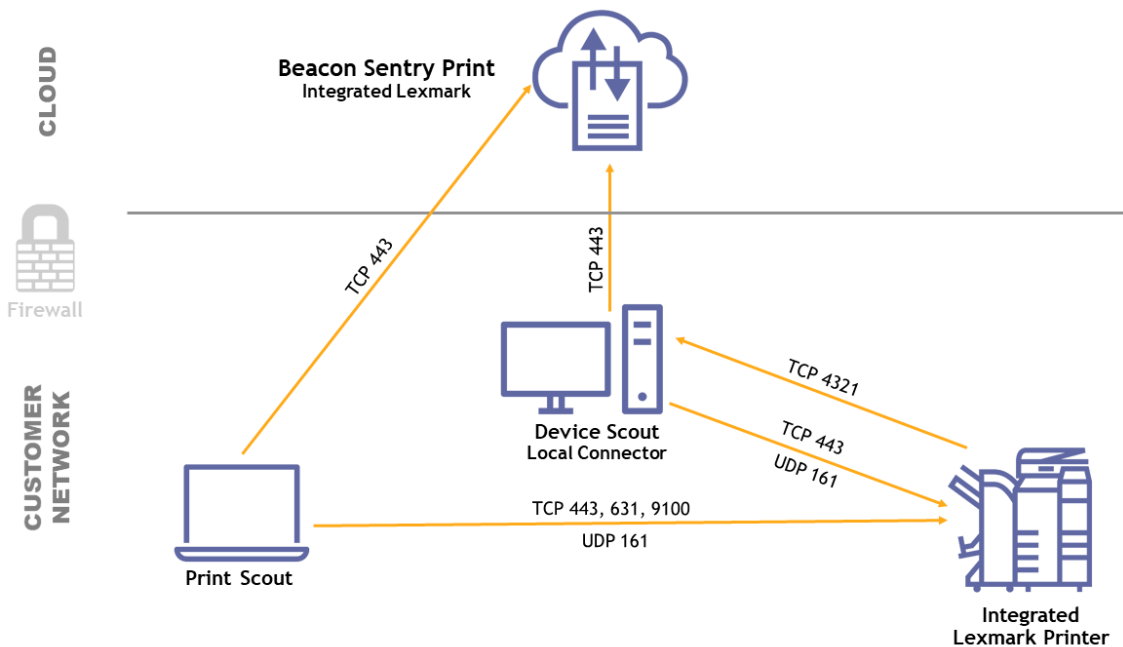 CLOUD
Beacon Sentry Print
Integrated Lexmark
Firewall
TCP 443
TCP 443
CUSTOMER
NETWORK
Device Scout
Local Connector
TCP 4321
TCP 443
UDP 161
Print Scout
TCP 443, 631, 9100
UDP 161
Integrated
Lexmark Printer